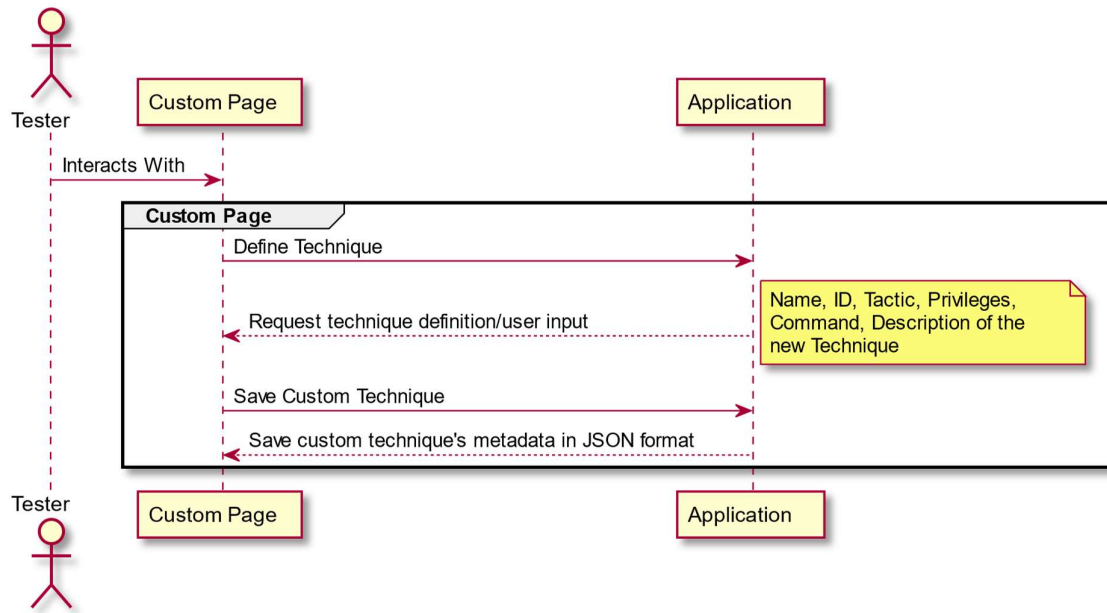 Tester
Custom Page
Application
Interacts With
Custom Page
Define Technique
Name, ID, Tactic, Privileges,
Command, Description of the
new Technique
Request technique definition/user input
Save Custom Technique
Save custom technique's metadata in JSON format
Tester
Custom Page
Application